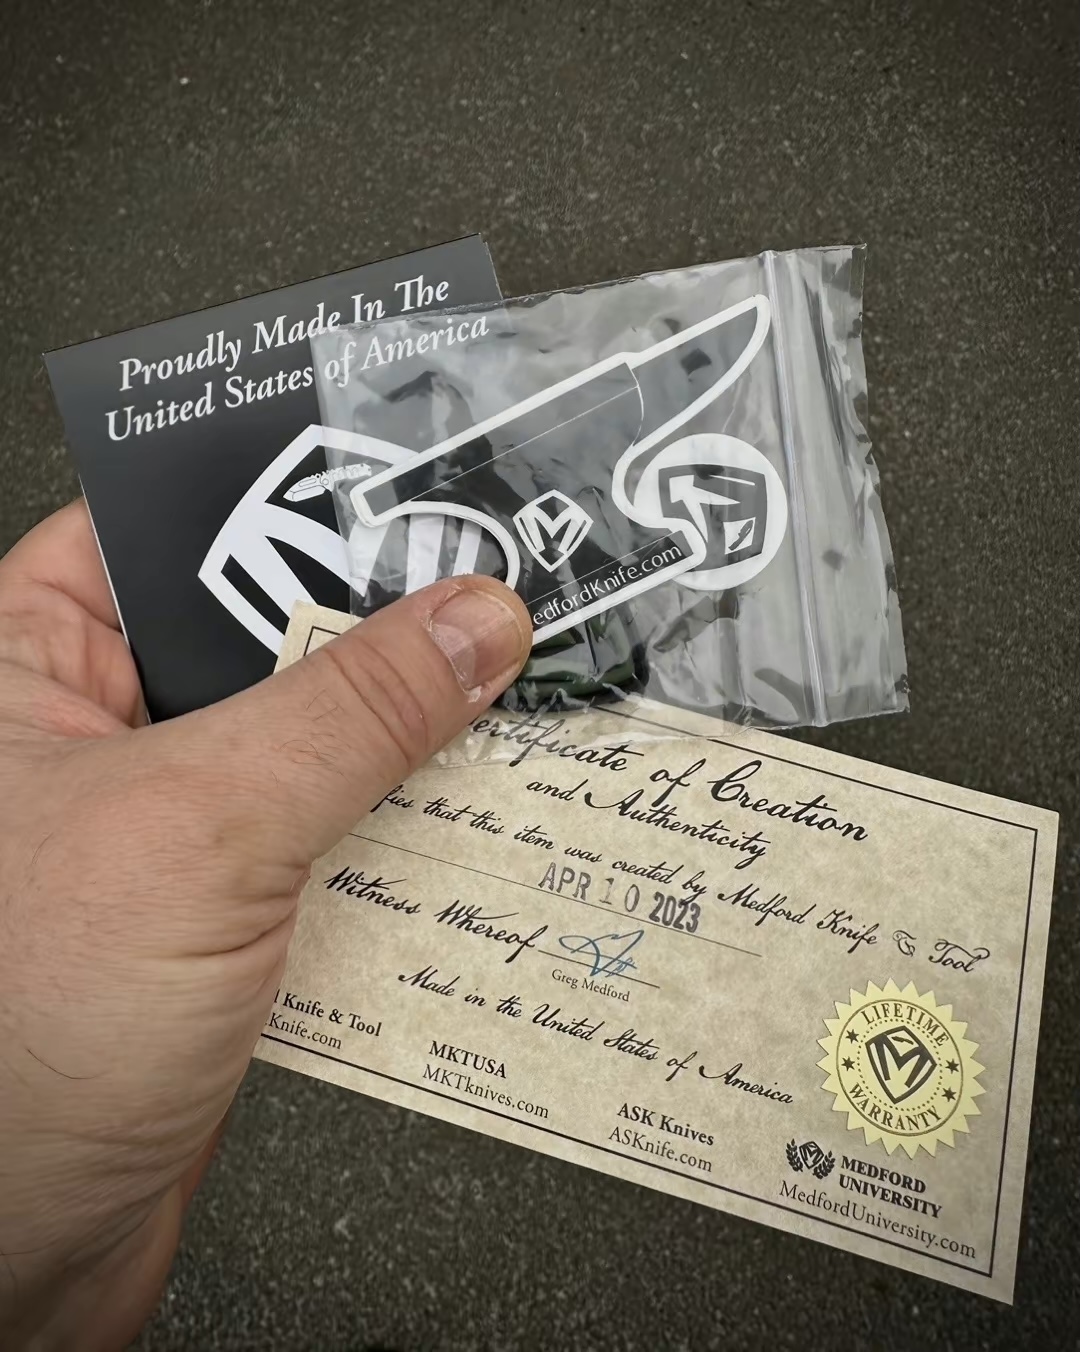 Proudly Made In The
United States of America
edfordKnife.com
ertificate of Creation
and Authenticity
fies that this item was created by Medford Knife & Tool
APR 10 2023
Witness Whereof
Greg Medford
Made in the United States of America
l Knife & Tool
Knife.com
MKTUSA
MKTknives.com
ASK Knives
ASKnife.com
LIFETIME
WARRANTY
MEDFORD
UNIVERSITY
MedfordUniversity.com